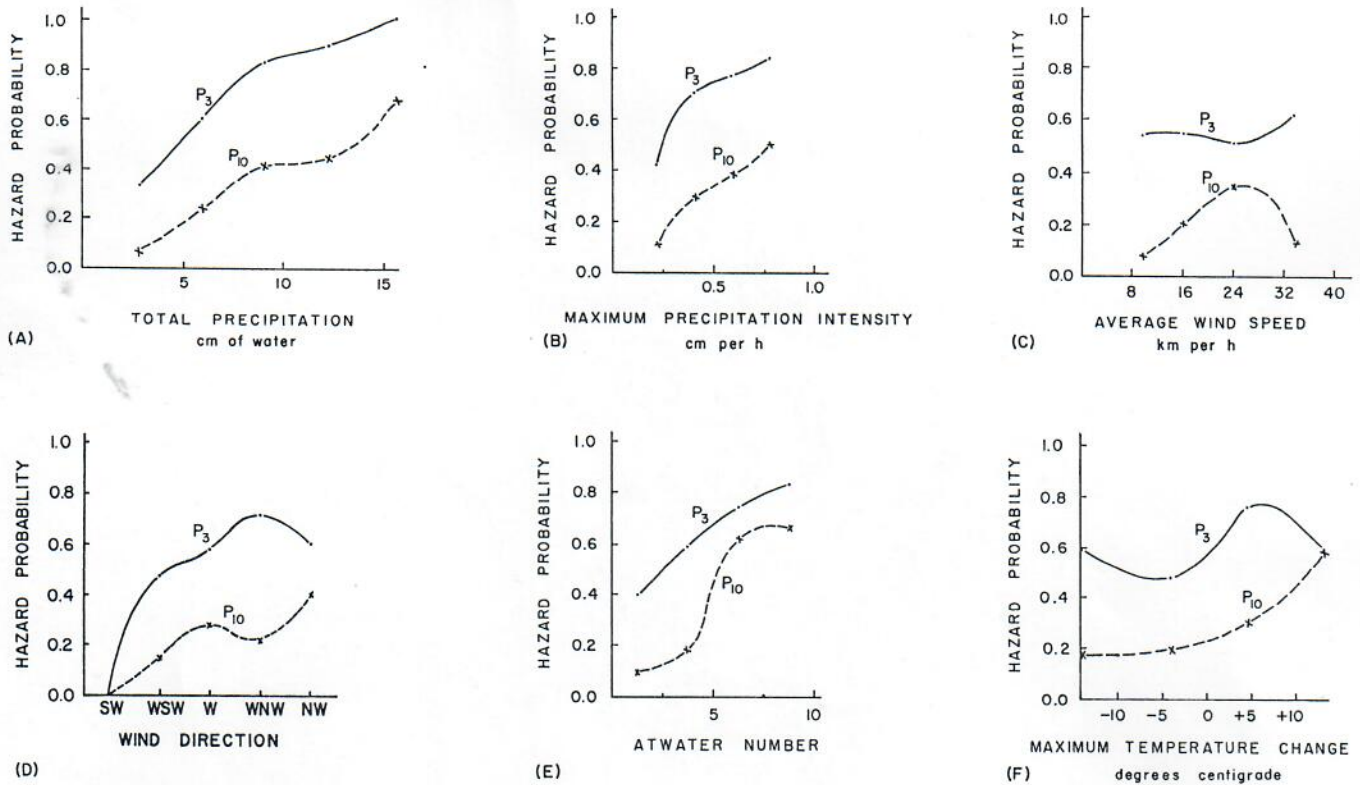 HAZARD PROBABILITY
1.0
0.8
0.6
0.4
0.2
0.0
P3
P10
5 10 15
TOTAL PRECIPITATION
cm of water
(A)
HAZARD PROBABILITY
1.0
0.8
0.6
0.4
0.2
0.0
P3
P10
0.5 1.0
MAXIMUM PRECIPITATION INTENSITY
cm per h
(B)
HAZARD PROBABILITY
1.0
0.8
0.6
0.4
0.2
0.0
P3
P10
8 16 24 32 40
AVERAGE WIND SPEED
km per h
(C)
HAZARD PROBABILITY
1.0
0.8
0.6
0.4
0.2
0.0
P3
P10
SW WSW W WNW NW
WIND DIRECTION
(D)
HAZARD PROBABILITY
1.0
0.8
0.6
0.4
0.2
0.0
P3
P10
5 10
ATWATER NUMBER
(E)
HAZARD PROBABILITY
1.0
0.8
0.6
0.4
0.2
0.0
P3
P10
-10 -5 0 +5 +10
MAXIMUM TEMPERATURE CHANGE
degrees centigrade
(F)